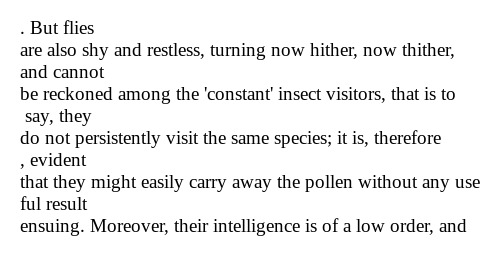 . But flies
are also shy and restless, turning now hither, now thither,
and cannot
be reckoned among the 'constant' insect visitors, that is to
say, they
do not persistently visit the same species; it is, therefore
, evident
that they might easily carry away the pollen without any use
ful result
ensuing. Moreover, their intelligence is of a low order, and